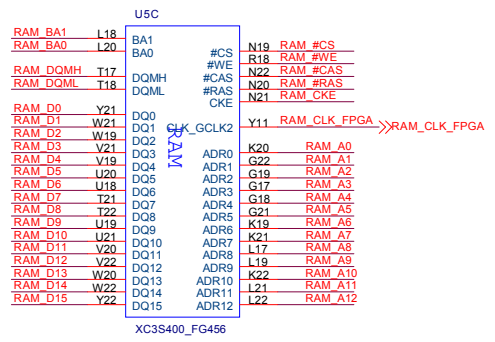 U5C
RAM_BA1 L18 BA1
RAM_BA0 L20 BA0
RAM_DQMH T17 DQMH
RAM_DQML T18 DQML
RAM_D0 Y21 DQ0
RAM_D1 W21 DQ1
RAM_D2 W19 DQ2
RAM_D3 V21 DQ3
RAM_D4 V19 DQ4
RAM_D5 U20 DQ5
RAM_D6 U18 DQ6
RAM_D7 T21 DQ7
RAM_D8 T22 DQ8
RAM_D9 U19 DQ9
RAM_D10 U21 DQ10
RAM_D11 V20 DQ11
RAM_D12 V22 DQ12
RAM_D13 W20 DQ13
RAM_D14 W22 DQ14
RAM_D15 Y22 DQ15
RAM
#CS N19 RAM_#CS
#WE R18 RAM_#WE
#CAS N22 RAM_#CAS
#RAS N20 RAM_#RAS
CKE N21 RAM_CKE
CLK_GCLK2 Y11 RAM_CLK_FPGA RAM_CLK_FPGA
ADR0 K20 RAM_A0
ADR1 G22 RAM_A1
ADR2 G19 RAM_A2
ADR3 G17 RAM_A3
ADR4 G18 RAM_A4
ADR5 G21 RAM_A5
ADR6 K19 RAM_A6
ADR7 K21 RAM_A7
ADR8 L17 RAM_A8
ADR9 L19 RAM_A9
ADR10 K22 RAM_A10
ADR11 L21 RAM_A11
ADR12 L22 RAM_A12
XC3S400_FG456